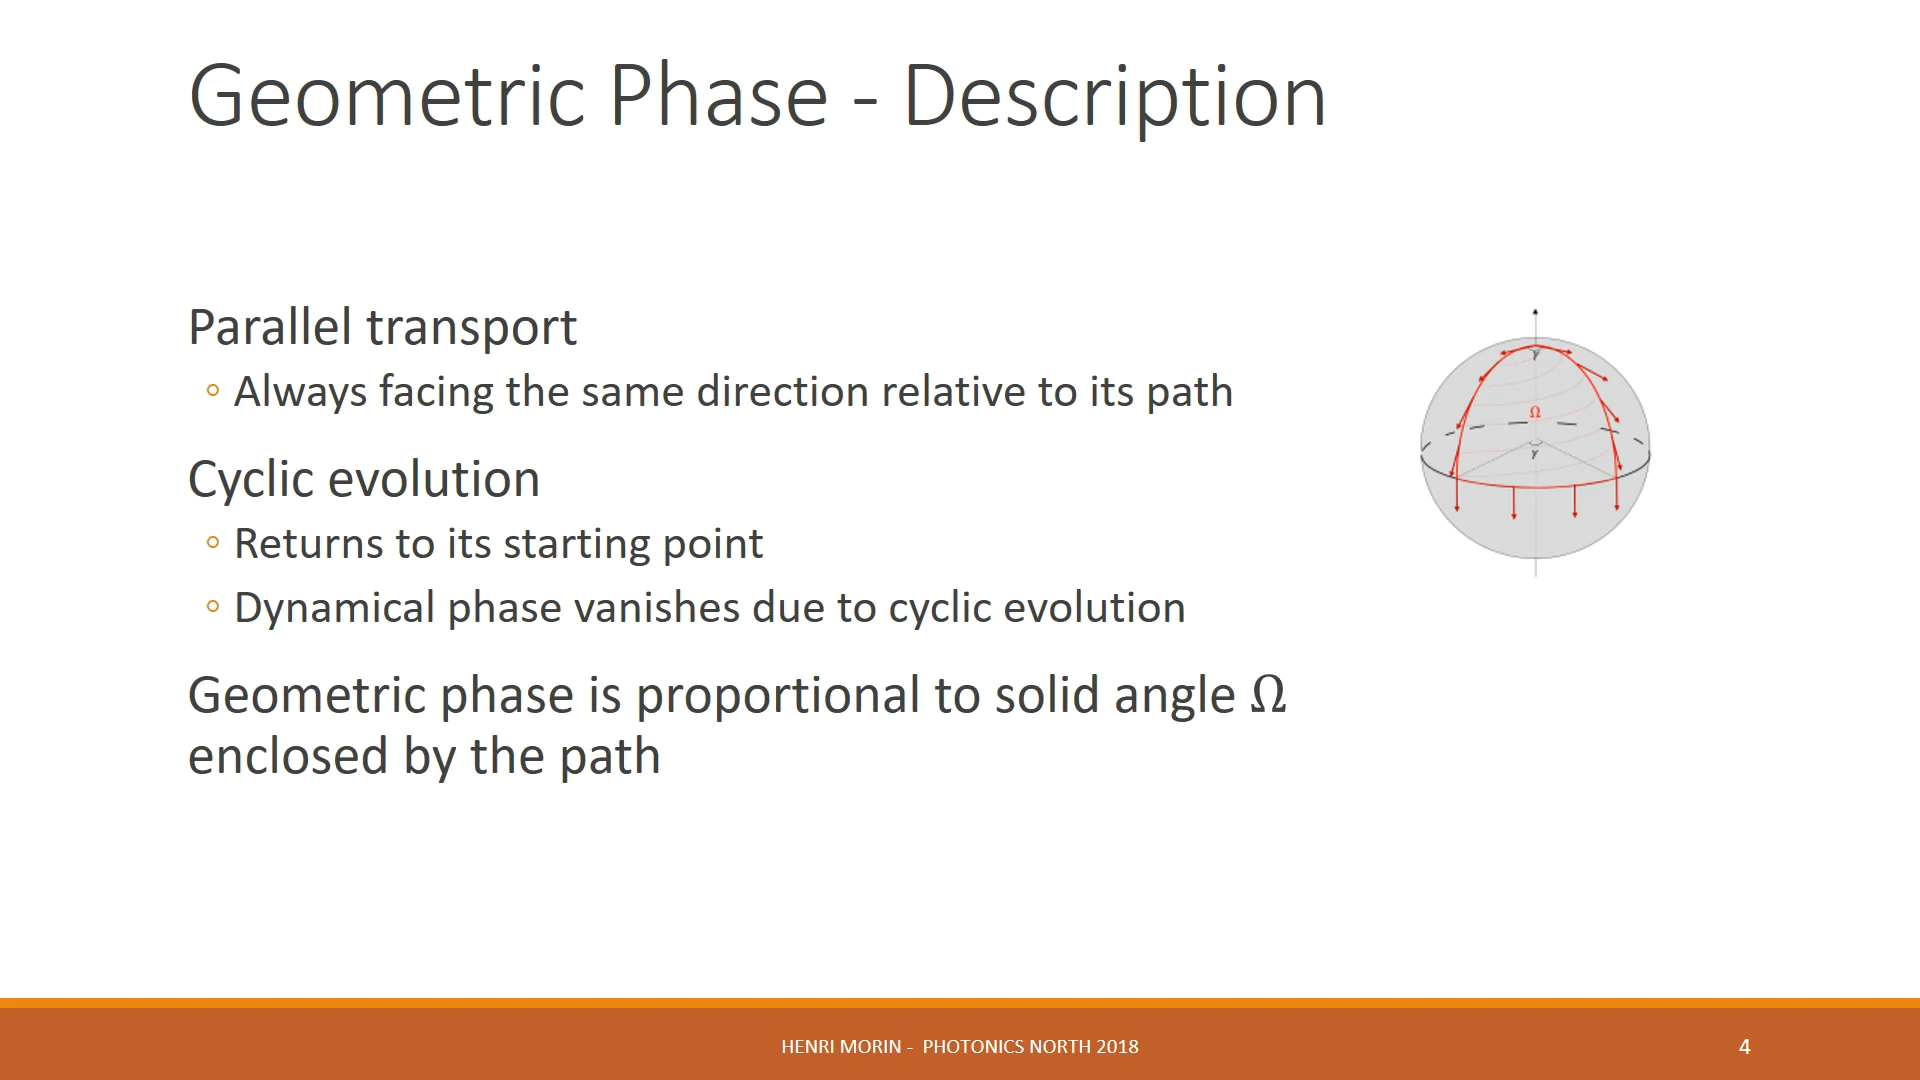 Geometric Phase - Description
Parallel transport
◦ Always facing the same direction relative to its path
Cyclic evolution
◦ Returns to its starting point
◦ Dynamical phase vanishes due to cyclic evolution
Geometric phase is proportional to solid angle Ω
enclosed by the path
γ
Ω
γ
HENRI MORIN - PHOTONICS NORTH 2018
4